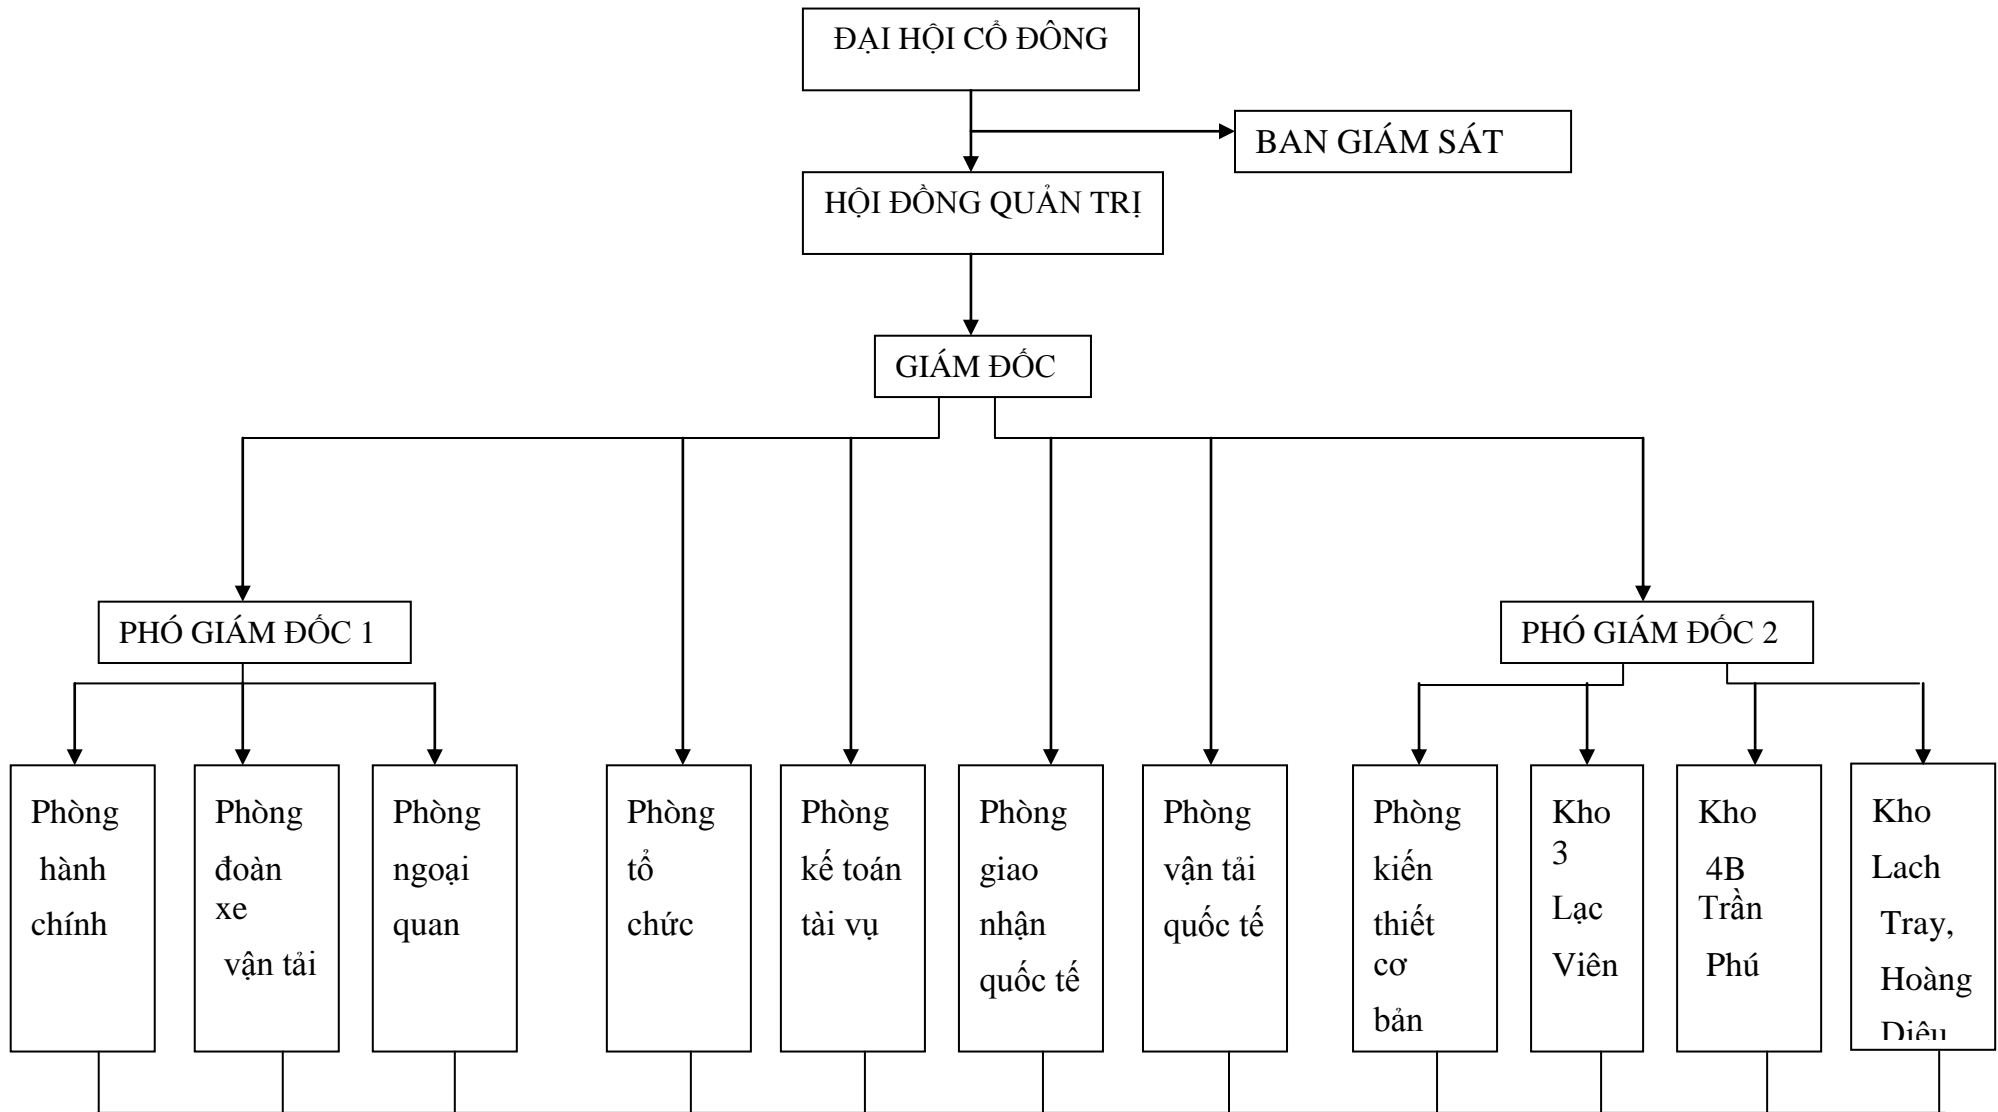 ĐẠI HỘI CỔ ĐÔNG
BAN GIÁM SÁT
HỘI ĐỒNG QUẢN TRỊ
GIÁM ĐỐC
PHÓ GIÁM ĐỐC 1
PHÓ GIÁM ĐỐC 2
Phòng
hành
chính
Phòng
đoàn
xe
vận tải
Phòng
ngoại
quan
Phòng
tổ
chức
Phòng
kế toán
tài vụ
Phòng
giao
nhận
quốc tế
Phòng
vận tải
quốc tế
Phòng
kiến
thiết
cơ
bản
Kho
3
Lạc
Viên
Kho
4B
Trần
Phú
Kho
Lach
Tray,
Hoàng
Diêu